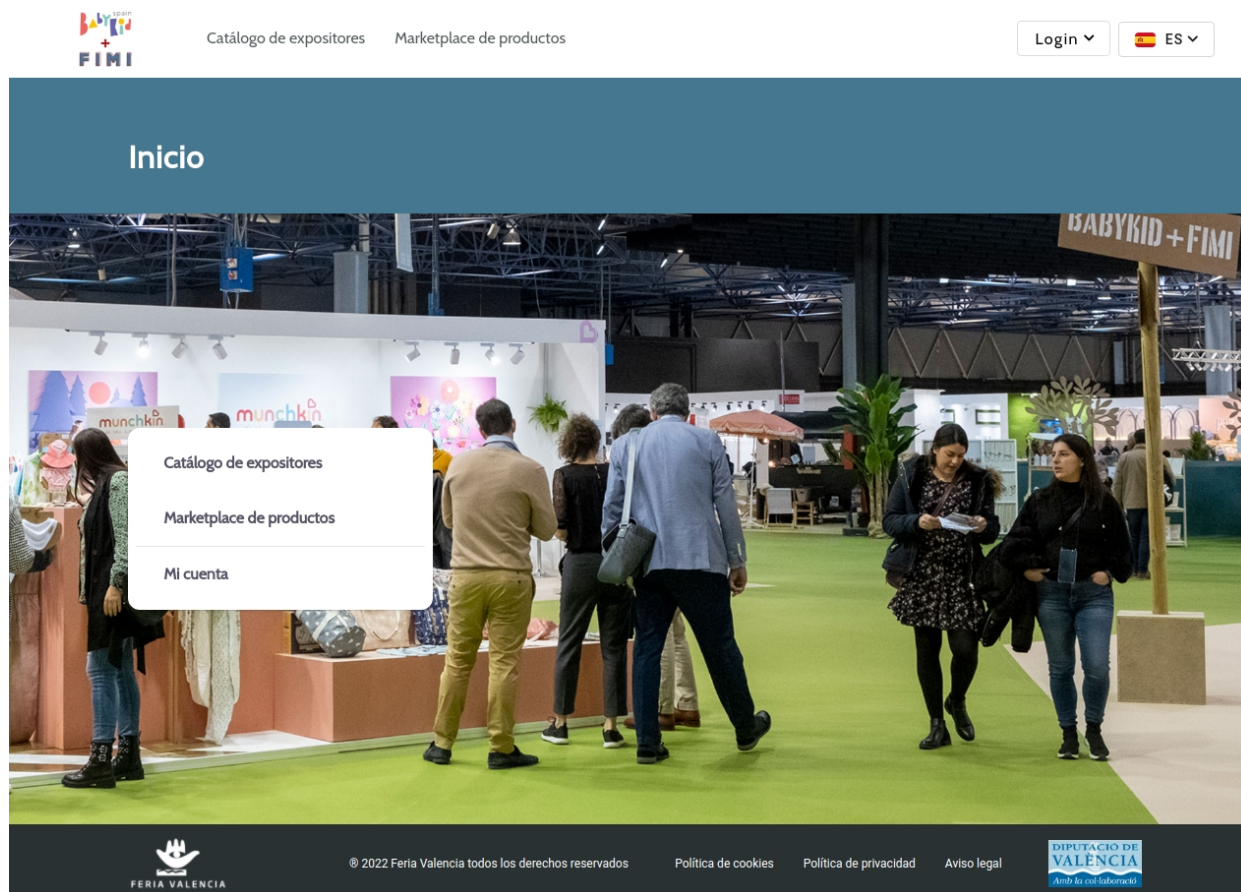 spain
BabyKid
+
FIMI
Catálogo de expositores
Marketplace de productos
Login
ES
Inicio
BABYKID+FIMI
munchkin
munchkin
Catálogo de expositores
Marketplace de productos
Mi cuenta
FERIA VALENCIA
® 2022 Feria Valencia todos los derechos reservados
Política de cookies
Política de privacidad
Aviso legal
DIPUTACIÓ DE
VALÈNCIA
Amb la col·laboració